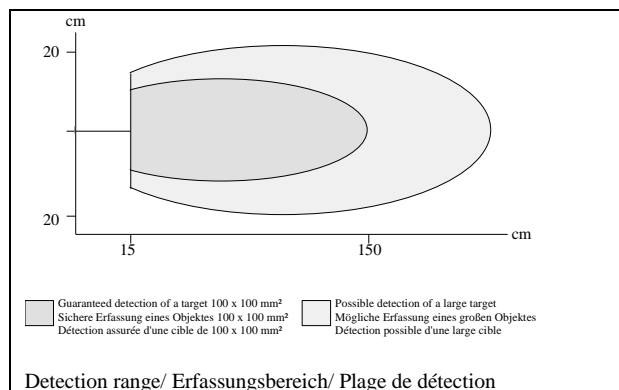 cm
20
20
15
150
cm
Guaranteed detection of a target 100 x 100 mm²
Sichere Erfassung eines Objektes 100 x 100 mm²
Détection assurée d'une cible de 100 x 100 mm²
Possible detection of a large target
Mögliche Erfassung eines großen Objektes
Détection possible d'une large cible
Detection range/ Erfassungsbereich/ Plage de détection